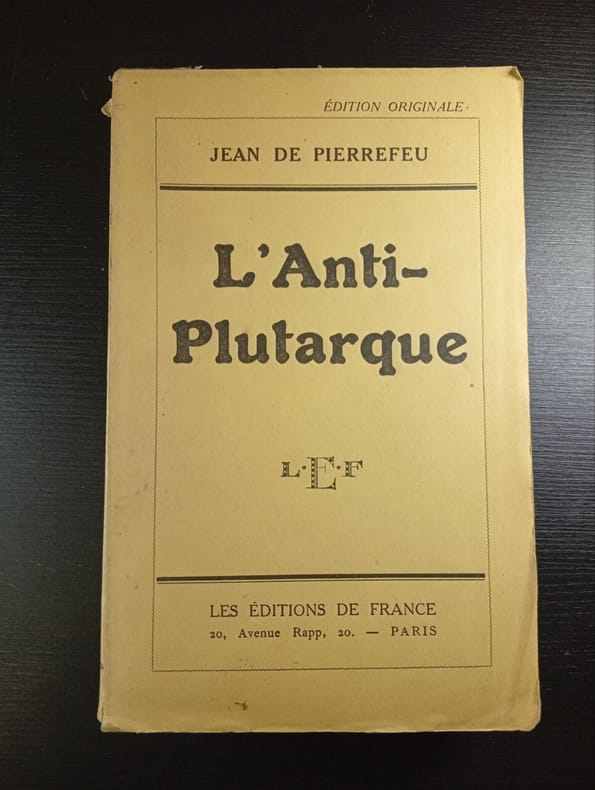 ÉDITION ORIGINALE
JEAN DE PIERREFEU
L'Anti-
Plutarque
L·E·F
LES ÉDITIONS DE FRANCE
20, Avenue Rapp, 20. — PARIS